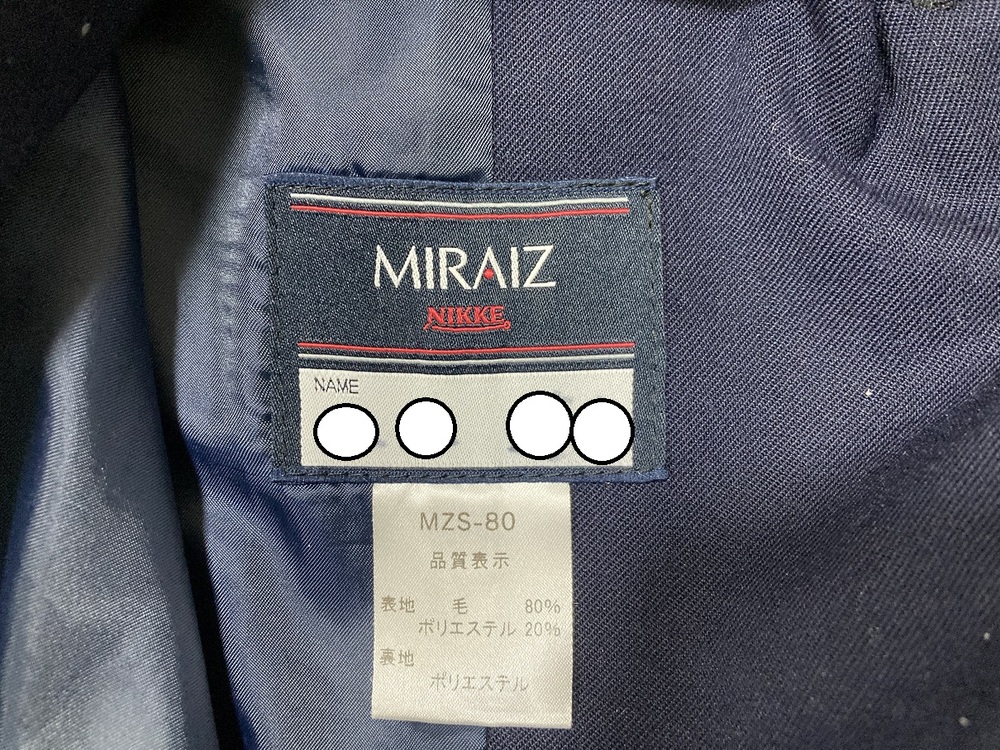 MIRAIZ
NIKKE
NAME
MZS-80
品質表示
表地 毛 80%
ポリエステル 20%
裏地
ポリエステル